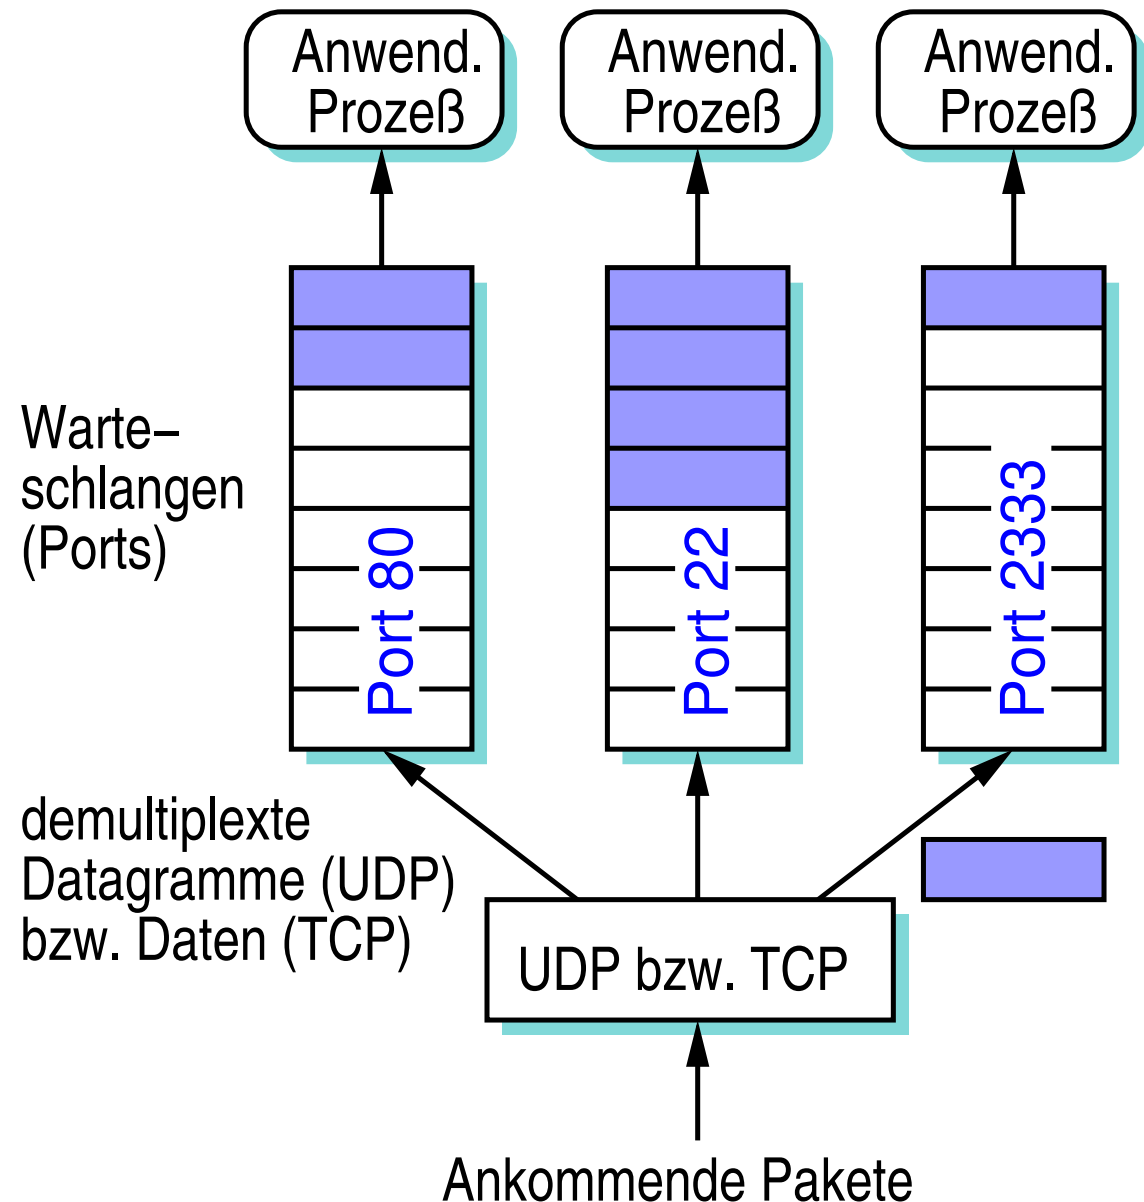 Anwend.
Prozeß
Anwend.
Prozeß
Anwend.
Prozeß
Warte–
schlangen
(Ports)
Port 80
Port 22
Port 2333
demultiplexte
Datagramme (UDP)
bzw. Daten (TCP)
UDP bzw. TCP
Ankommende Pakete